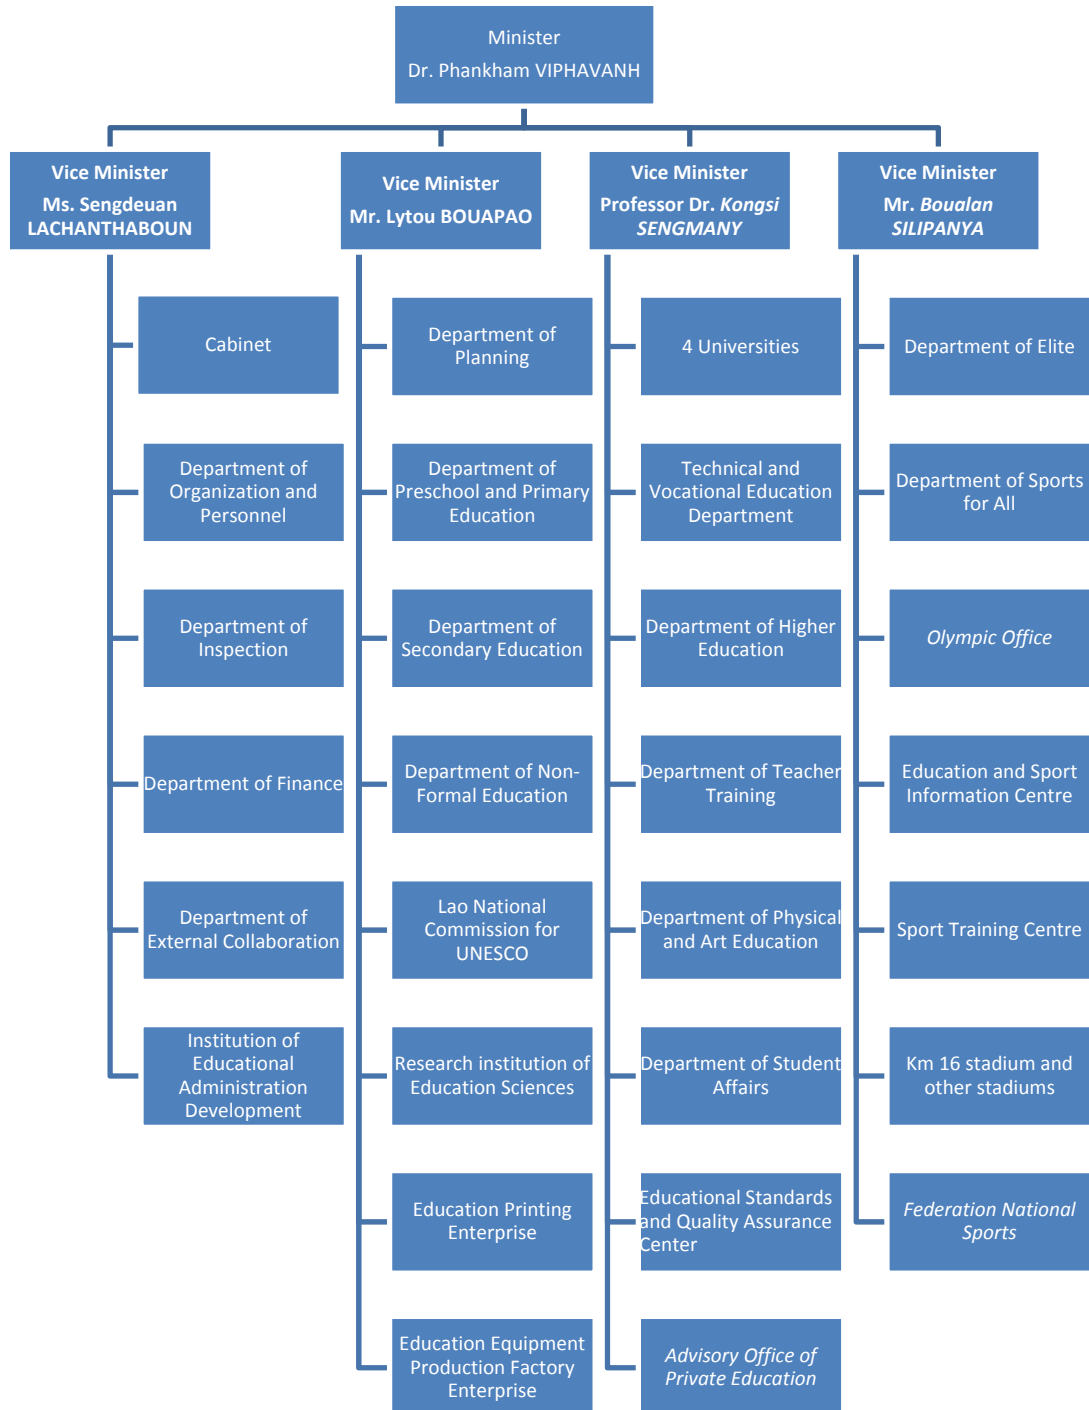 Minister
Dr. Phankham VIPHAVANH
Vice Minister
Ms. Sengdeuan
LACHANTHABOUN
Vice Minister
Mr. Lytou BOUAPAO
Vice Minister
Professor Dr. Kongsi
SENGMANY
Vice Minister
Mr. Boualan
SILIPANYA
Cabinet
Department of
Organization and
Personnel
Department of
Inspection
Department of Finance
Department of
External Collaboration
Institution of
Educational
Administration
Development
Department of
Planning
Department of
Preschool and Primary
Education
Department of
Secondary Education
Department of Non-
Formal Education
Lao National
Commission for
UNESCO
Research institution of
Education Sciences
Education Printing
Enterprise
Education Equipment
Production Factory
Enterprise
4 Universities
Technical and
Vocational Education
Department
Department of Higher
Education
Department of Teacher
Training
Department of Physical
and Art Education
Department of Student
Affairs
Educational Standards
and Quality Assurance
Center
Advisory Office of
Private Education
Department of Elite
Department of Sports
for All
Olympic Office
Education and Sport
Information Centre
Sport Training Centre
Km 16 stadium and
other stadiums
Federation National
Sports